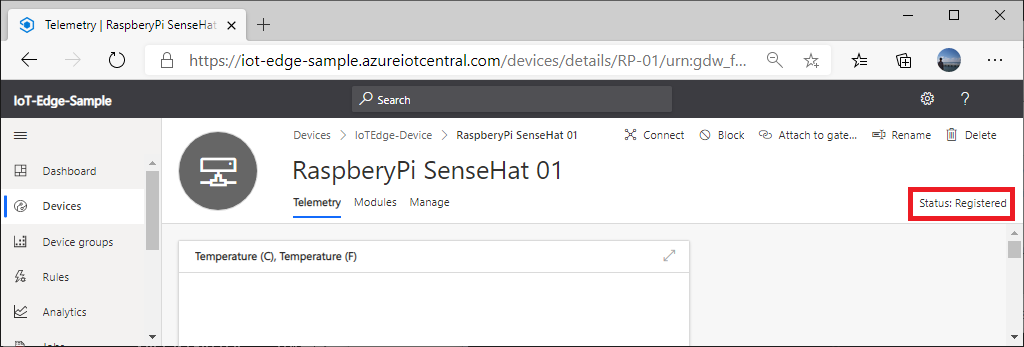 Telemetry | RaspberyPi SenseHat
https://iot-edge-sample.azureiotcentral.com/devices/details/RP-01/urn:gdw_f...
IoT-Edge-Sample
Search
?
Devices > IoTEdge-Device > RaspberyPi SenseHat 01
Connect
Block
Attach to gate...
Rename
Delete
RaspberyPi SenseHat 01
Telemetry
Modules
Manage
Status: Registered
Dashboard
Devices
Device groups
Rules
Analytics
Jobs
Temperature (C), Temperature (F)